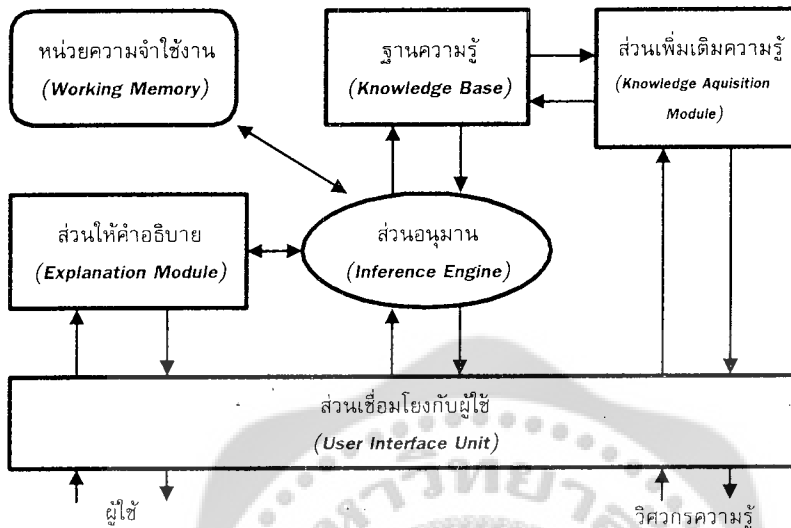 หน่วยความจำใช้งาน
(Working Memory)
ฐานความรู้
(Knowledge Base)
ส่วนเพิ่มเติมความรู้
(Knowledge Aquisition
Module)
ส่วนให้คำอธิบาย
(Explanation Module)
ส่วนอนุมาน
(Inference Engine)
ส่วนเชื่อมโยงกับผู้ใช้
(User Interface Unit)
ผู้ใช้
วิศวกรความรู้